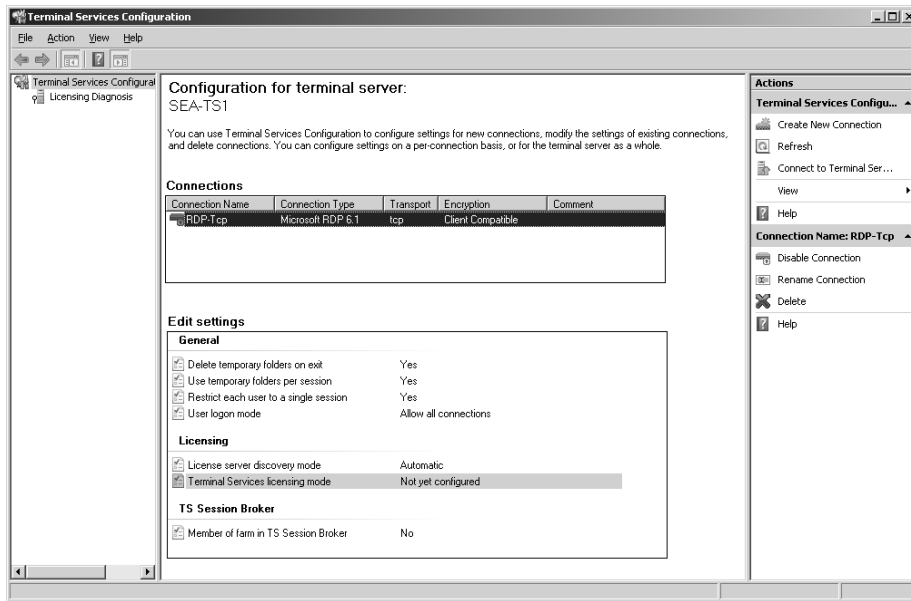 Terminal Services Configuration
File Action View Help
Terminal Services Configurat
Licensing Diagnosis
Configuration for terminal server:
SEA-TS1
You can use Terminal Services Configuration to configure settings for new connections, modify the settings of existing connections,
and delete connections. You can configure settings on a per-connection basis, or for the terminal server as a whole.
Connections
Connection Name Connection Type Transport Encryption Comment
RDP-Tcp Microsoft RDP 6.1 tcp Client Compatible
Edit settings
General
Delete temporary folders on exit Yes
Use temporary folders per session Yes
Restrict each user to a single session Yes
User logon mode Allow all connections
Licensing
License server discovery mode Automatic
Terminal Services licensing mode Not yet configured
TS Session Broker
Member of farm in TS Session Broker No
Actions
Terminal Services Configu...
Create New Connection
Refresh
Connect to Terminal Ser...
View
Help
Connection Name: RDP-Tcp
Disable Connection
Rename Connection
Delete
Help